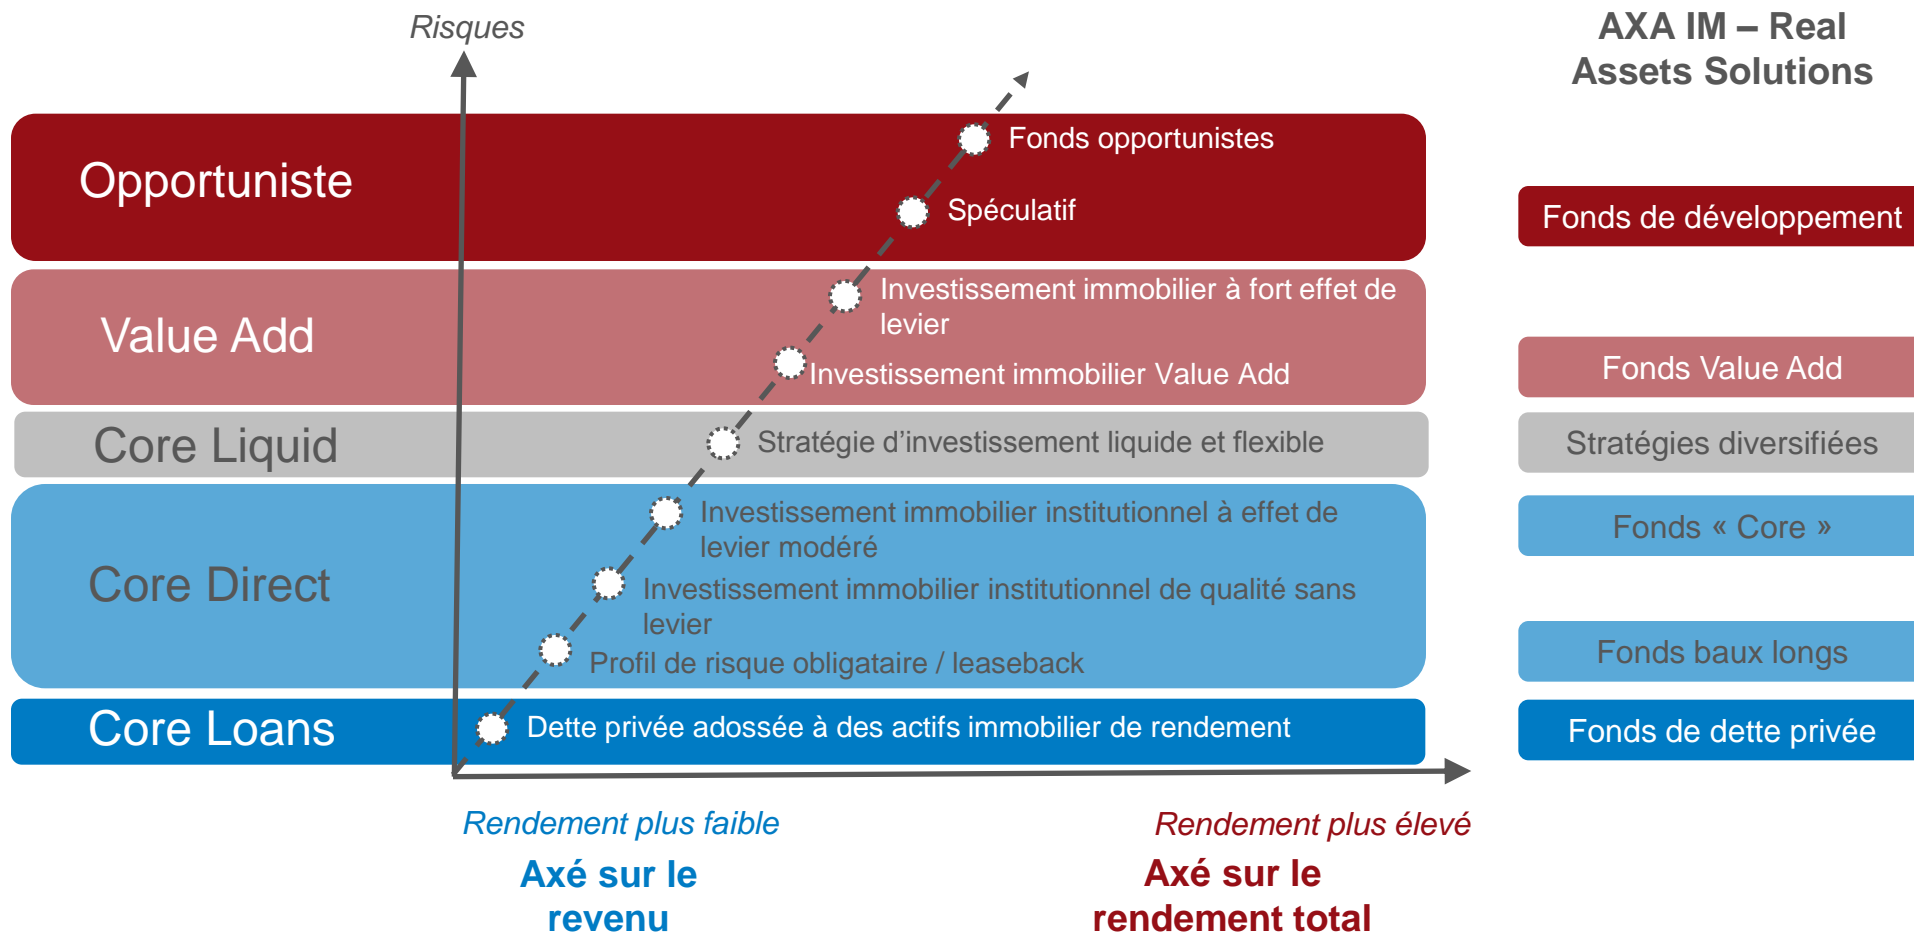 Risques
AXA IM – Real
Assets Solutions
Opportuniste
Fonds opportunistes
Spéculatif
Fonds de développement
Value Add
Investissement immobilier à fort effet de
levier
Investissement immobilier Value Add
Fonds Value Add
Core Liquid
Stratégie d’investissement liquide et flexible
Stratégies diversifiées
Core Direct
Investissement immobilier institutionnel à effet de
levier modéré
Investissement immobilier institutionnel de qualité sans
levier
Profil de risque obligataire / leaseback
Fonds « Core »
Fonds baux longs
Core Loans
Dette privée adossée à des actifs immobilier de rendement
Fonds de dette privée
Rendement plus faible
Axé sur le
revenu
Rendement plus élevé
Axé sur le
rendement total